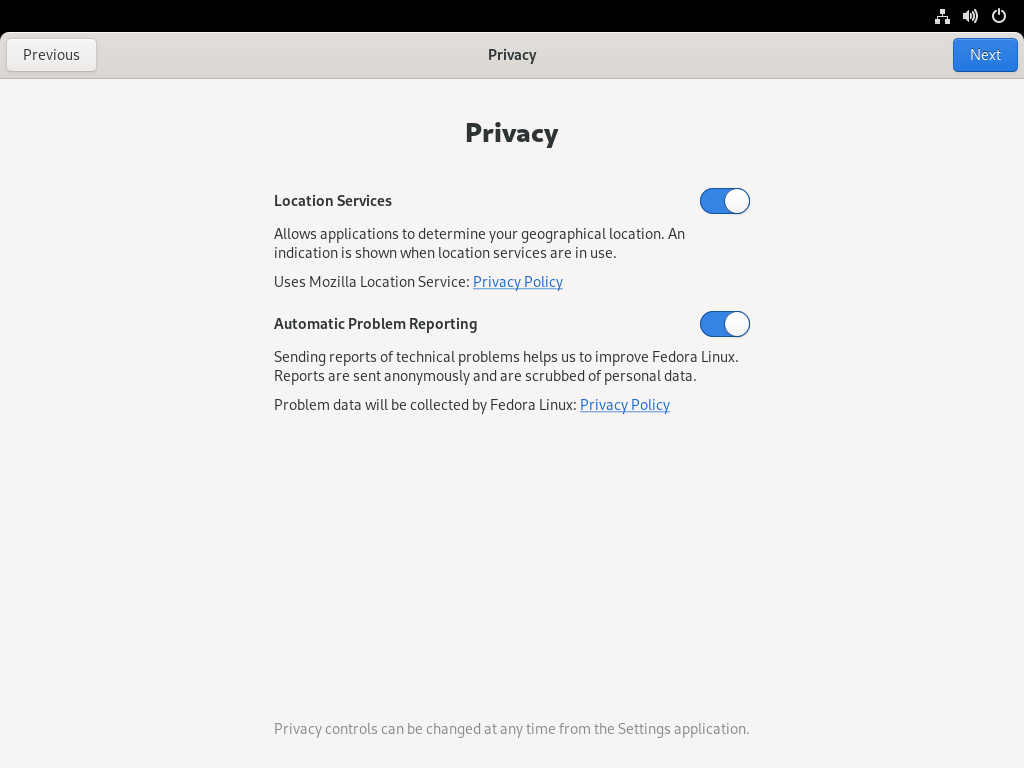 Previous
Privacy
Next
Privacy
Location Services
Allows applications to determine your geographical location. An
indication is shown when location services are in use.
Uses Mozilla Location Service: Privacy Policy
Automatic Problem Reporting
Sending reports of technical problems helps us to improve Fedora Linux.
Reports are sent anonymously and are scrubbed of personal data.
Problem data will be collected by Fedora Linux: Privacy Policy
Privacy controls can be changed at any time from the Settings application.